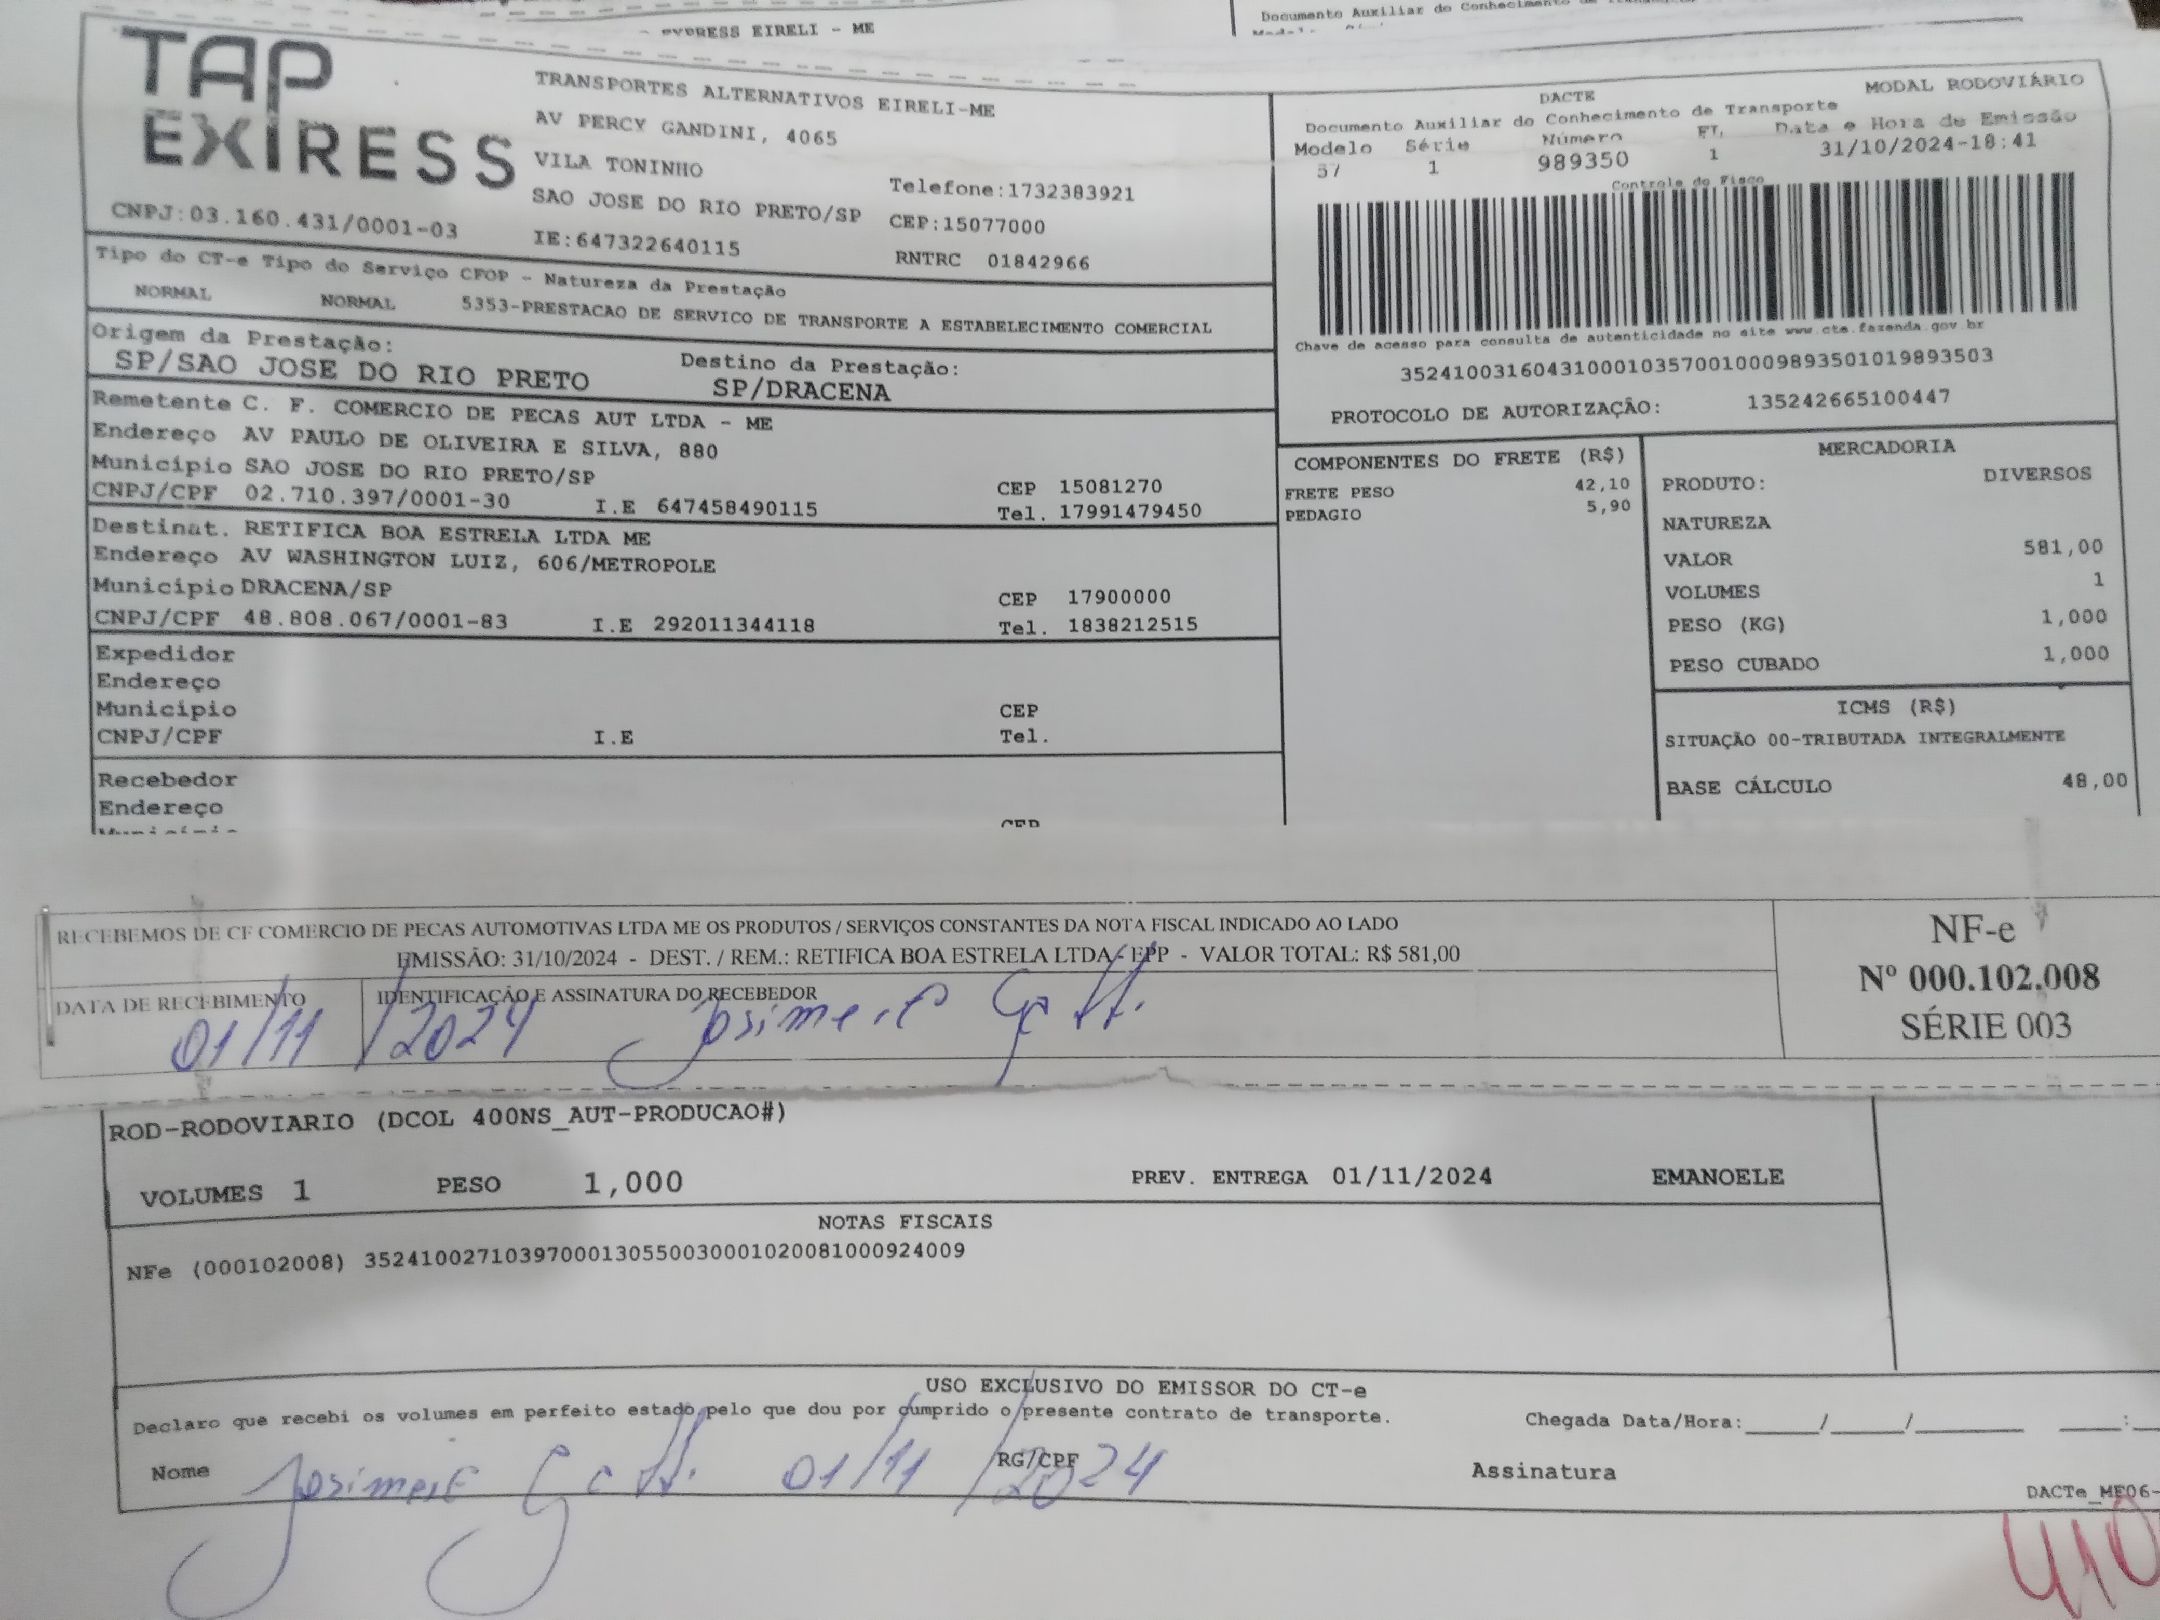 EXPRESS EIRELI - ME
Documento Auxiliar do Conhecimento de
TAP
EXIRESS
CNPJ:03.160.431/0001-03
TRANSPORTES ALTERNATIVOS EIRELI-ME
AV PERCY GANDINI, 4065
VILA TONINHO
SAO JOSE DO RIO PRETO/SP
IE:647322640115
Telefone:1732383921
CEP:15077000
RNTRC 01842966
DACTE MODAL RODOVIÁRIO
Documento Auxiliar do Conhecimento de Transporte
Modelo Série Número FL Data e Hora de Emissão
57 1 989350 1 31/10/2024-18:41
Controle do Fisco
Chave de acesso para consulta de autenticidade no site www.cte.fazenda.gov.br
35241003160431000103570010009893501019893503
PROTOCOLO DE AUTORIZAÇÃO: 135242665100447
Tipo do CT-e Tipo do Serviço CFOP - Natureza da Prestação
NORMAL NORMAL 5353-PRESTACAO DE SERVICO DE TRANSPORTE A ESTABELECIMENTO COMERCIAL
Origem da Prestação: Destino da Prestação:
SP/SAO JOSE DO RIO PRETO SP/DRACENA
Remetente C. F. COMERCIO DE PECAS AUT LTDA - ME
Endereço AV PAULO DE OLIVEIRA E SILVA, 880
Município SAO JOSE DO RIO PRETO/SP CEP 15081270
CNPJ/CPF 02.710.397/0001-30 I.E 647458490115 Tel. 17991479450
Destinat. RETIFICA BOA ESTRELA LTDA ME
Endereço AV WASHINGTON LUIZ, 606/METROPOLE
Município DRACENA/SP CEP 17900000
CNPJ/CPF 48.808.067/0001-83 I.E 292011344118 Tel. 1838212515
Expedidor
Endereço
Município CEP
CNPJ/CPF I.E Tel.
Recebedor
Endereço
Município CEP
COMPONENTES DO FRETE (R$)
FRETE PESO 42,10
PEDAGIO 5,90
MERCADORIA
PRODUTO: DIVERSOS
NATUREZA
VALOR 581,00
VOLUMES 1
PESO (KG) 1,000
PESO CUBADO 1,000
ICMS (R$)
SITUAÇÃO 00-TRIBUTADA INTEGRALMENTE
BASE CÁLCULO 48,00
RECEBEMOS DE CF COMERCIO DE PECAS AUTOMOTIVAS LTDA ME OS PRODUTOS / SERVIÇOS CONSTANTES DA NOTA FISCAL INDICADO AO LADO
EMISSÃO: 31/10/2024 - DEST. / REM.: RETIFICA BOA ESTRELA LTDA - EPP - VALOR TOTAL: R$ 581,00
DATA DE RECEBIMENTO IDENTIFICAÇÃO E ASSINATURA DO RECEBEDOR
01/11/2024 Josimeire Gatti
NF-e
Nº 000.102.008
SÉRIE 003
ROD-RODOVIARIO (DCOL 400NS_AUT-PRODUCAO#)
VOLUMES 1 PESO 1,000 PREV. ENTREGA 01/11/2024 EMANOELE
NOTAS FISCAIS
NFe (000102008) 35241002710397000130550030001020081000924009
USO EXCLUSIVO DO EMISSOR DO CT-e
Declaro que recebi os volumes em perfeito estado pelo que dou por cumprido o presente contrato de transporte. Chegada Data/Hora:____/____/______ ___:
Nome Josimeire Gatti 01/11/2024 RG/CPF Assinatura
DACTe_ME06-
410